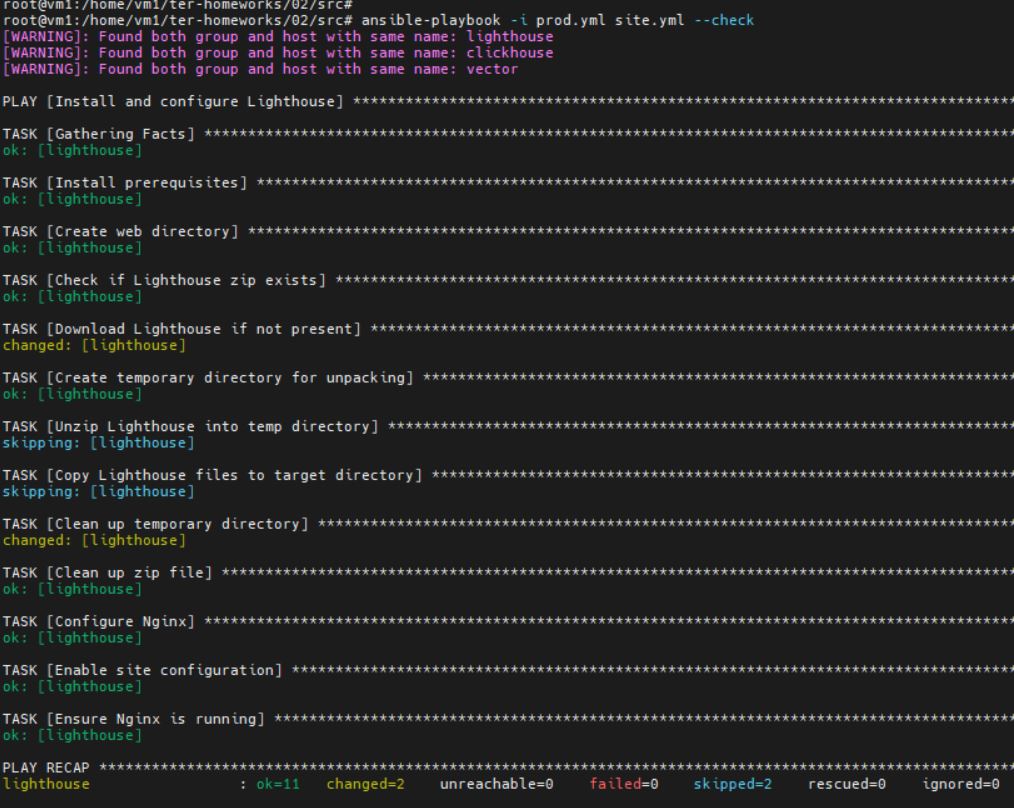 root@vm1:/home/vm1/ter-homeworks/02/src#
root@vm1:/home/vm1/ter-homeworks/02/src# ansible-playbook -i prod.yml site.yml --check
[WARNING]: Found both group and host with same name: lighthouse
[WARNING]: Found both group and host with same name: clickhouse
[WARNING]: Found both group and host with same name: vector
PLAY [Install and configure Lighthouse] ****************************************************************************
TASK [Gathering Facts] *********************************************************************************************
ok: [lighthouse]
TASK [Install prerequisites] ***************************************************************************************
ok: [lighthouse]
TASK [Create web directory] ****************************************************************************************
ok: [lighthouse]
TASK [Check if Lighthouse zip exists] ******************************************************************************
ok: [lighthouse]
TASK [Download Lighthouse if not present] **************************************************************************
changed: [lighthouse]
TASK [Create temporary directory for unpacking] ********************************************************************
ok: [lighthouse]
TASK [Unzip Lighthouse into temp directory] ************************************************************************
skipping: [lighthouse]
TASK [Copy Lighthouse files to target directory] *******************************************************************
skipping: [lighthouse]
TASK [Clean up temporary directory] ********************************************************************************
changed: [lighthouse]
TASK [Clean up zip file] *******************************************************************************************
ok: [lighthouse]
TASK [Configure Nginx] *********************************************************************************************
ok: [lighthouse]
TASK [Enable site configuration] ***********************************************************************************
ok: [lighthouse]
TASK [Ensure Nginx is running] *************************************************************************************
ok: [lighthouse]
PLAY RECAP *********************************************************************************************************
lighthouse                 : ok=11   changed=2    unreachable=0    failed=0    skipped=2    rescued=0    ignored=0